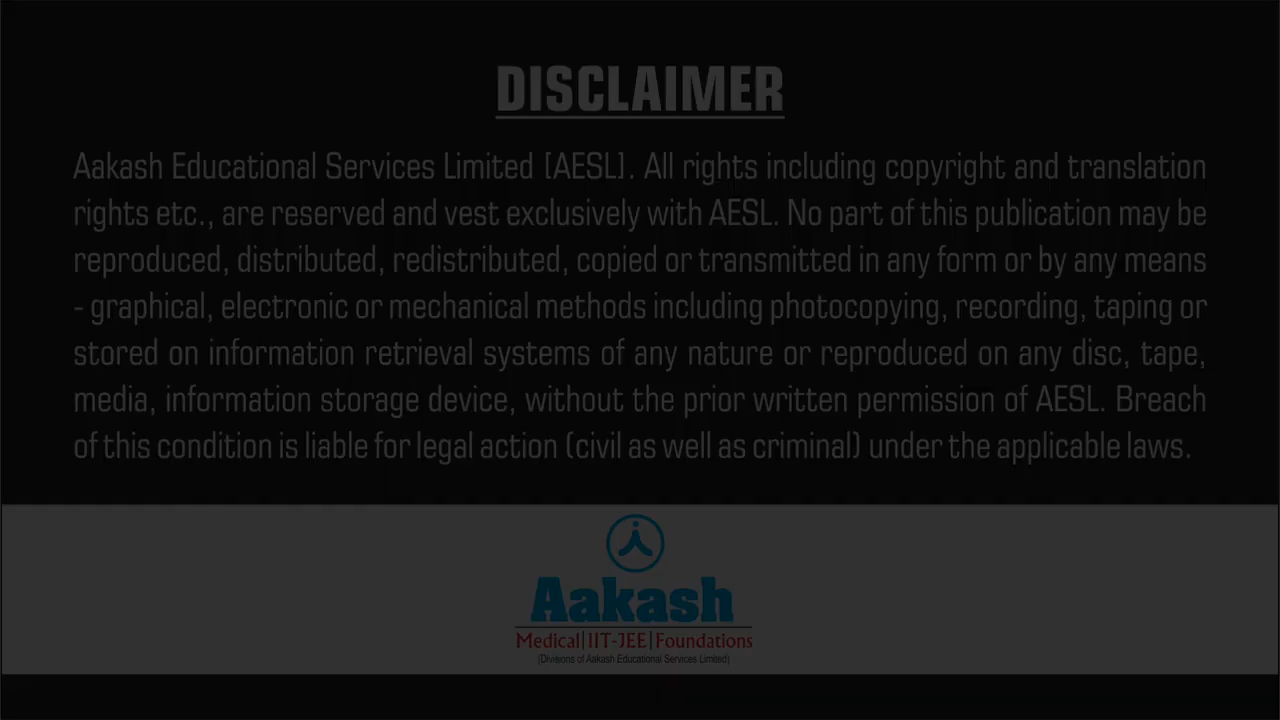 DISCLAIMER
Aakash Educational Services Limited [AESL]. All rights including copyright and translation
rights etc., are reserved and vest exclusively with AESL. No part of this publication may be
reproduced, distributed, redistributed, copied or transmitted in any form or by any means
- graphical, electronic or mechanical methods including photocopying, recording, taping or
stored on information retrieval systems of any nature or reproduced on any disc, tape,
media, information storage device, without the prior written permission of AESL. Breach
of this condition is liable for legal action (civil as well as criminal) under the applicable laws.
Aakash
Medical|IIT-JEE|Foundations
(Divisions of Aakash Educational Services Limited)